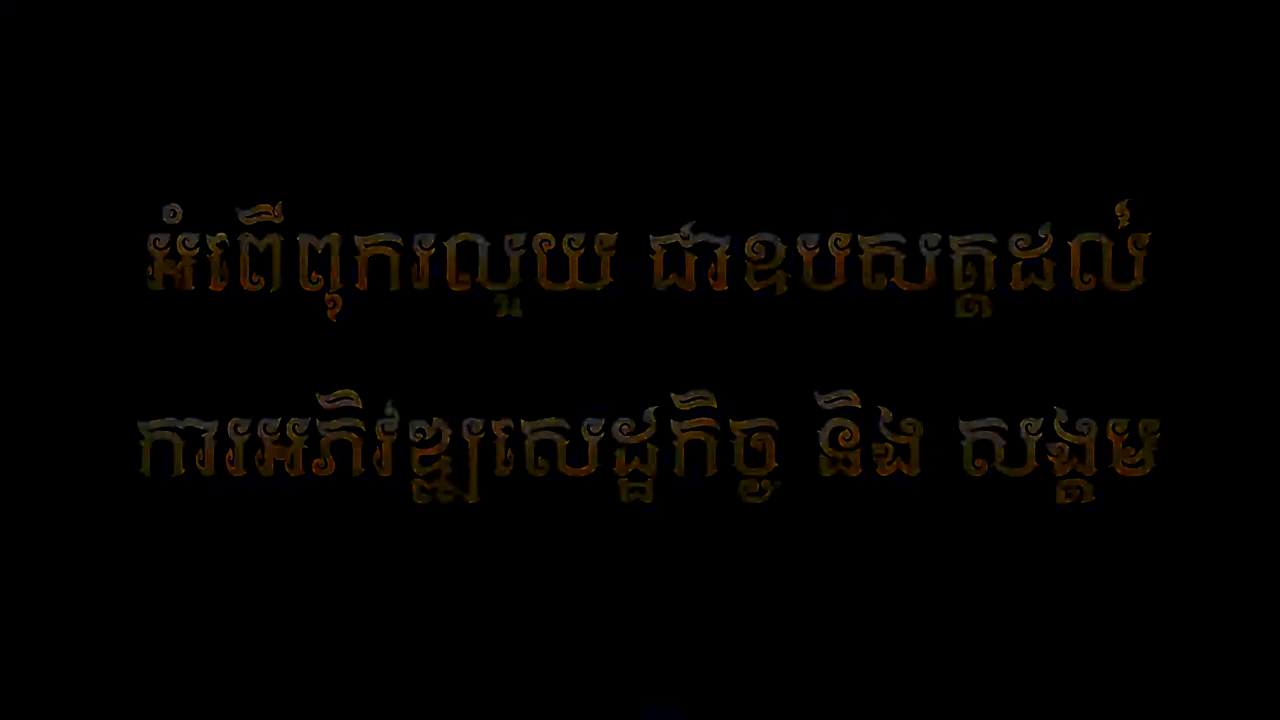 អំពើពុករលួយ ជាឧបសគ្គដល់
ការអភិវឌ្ឍសេដ្ឋកិច្ច និង សង្គម